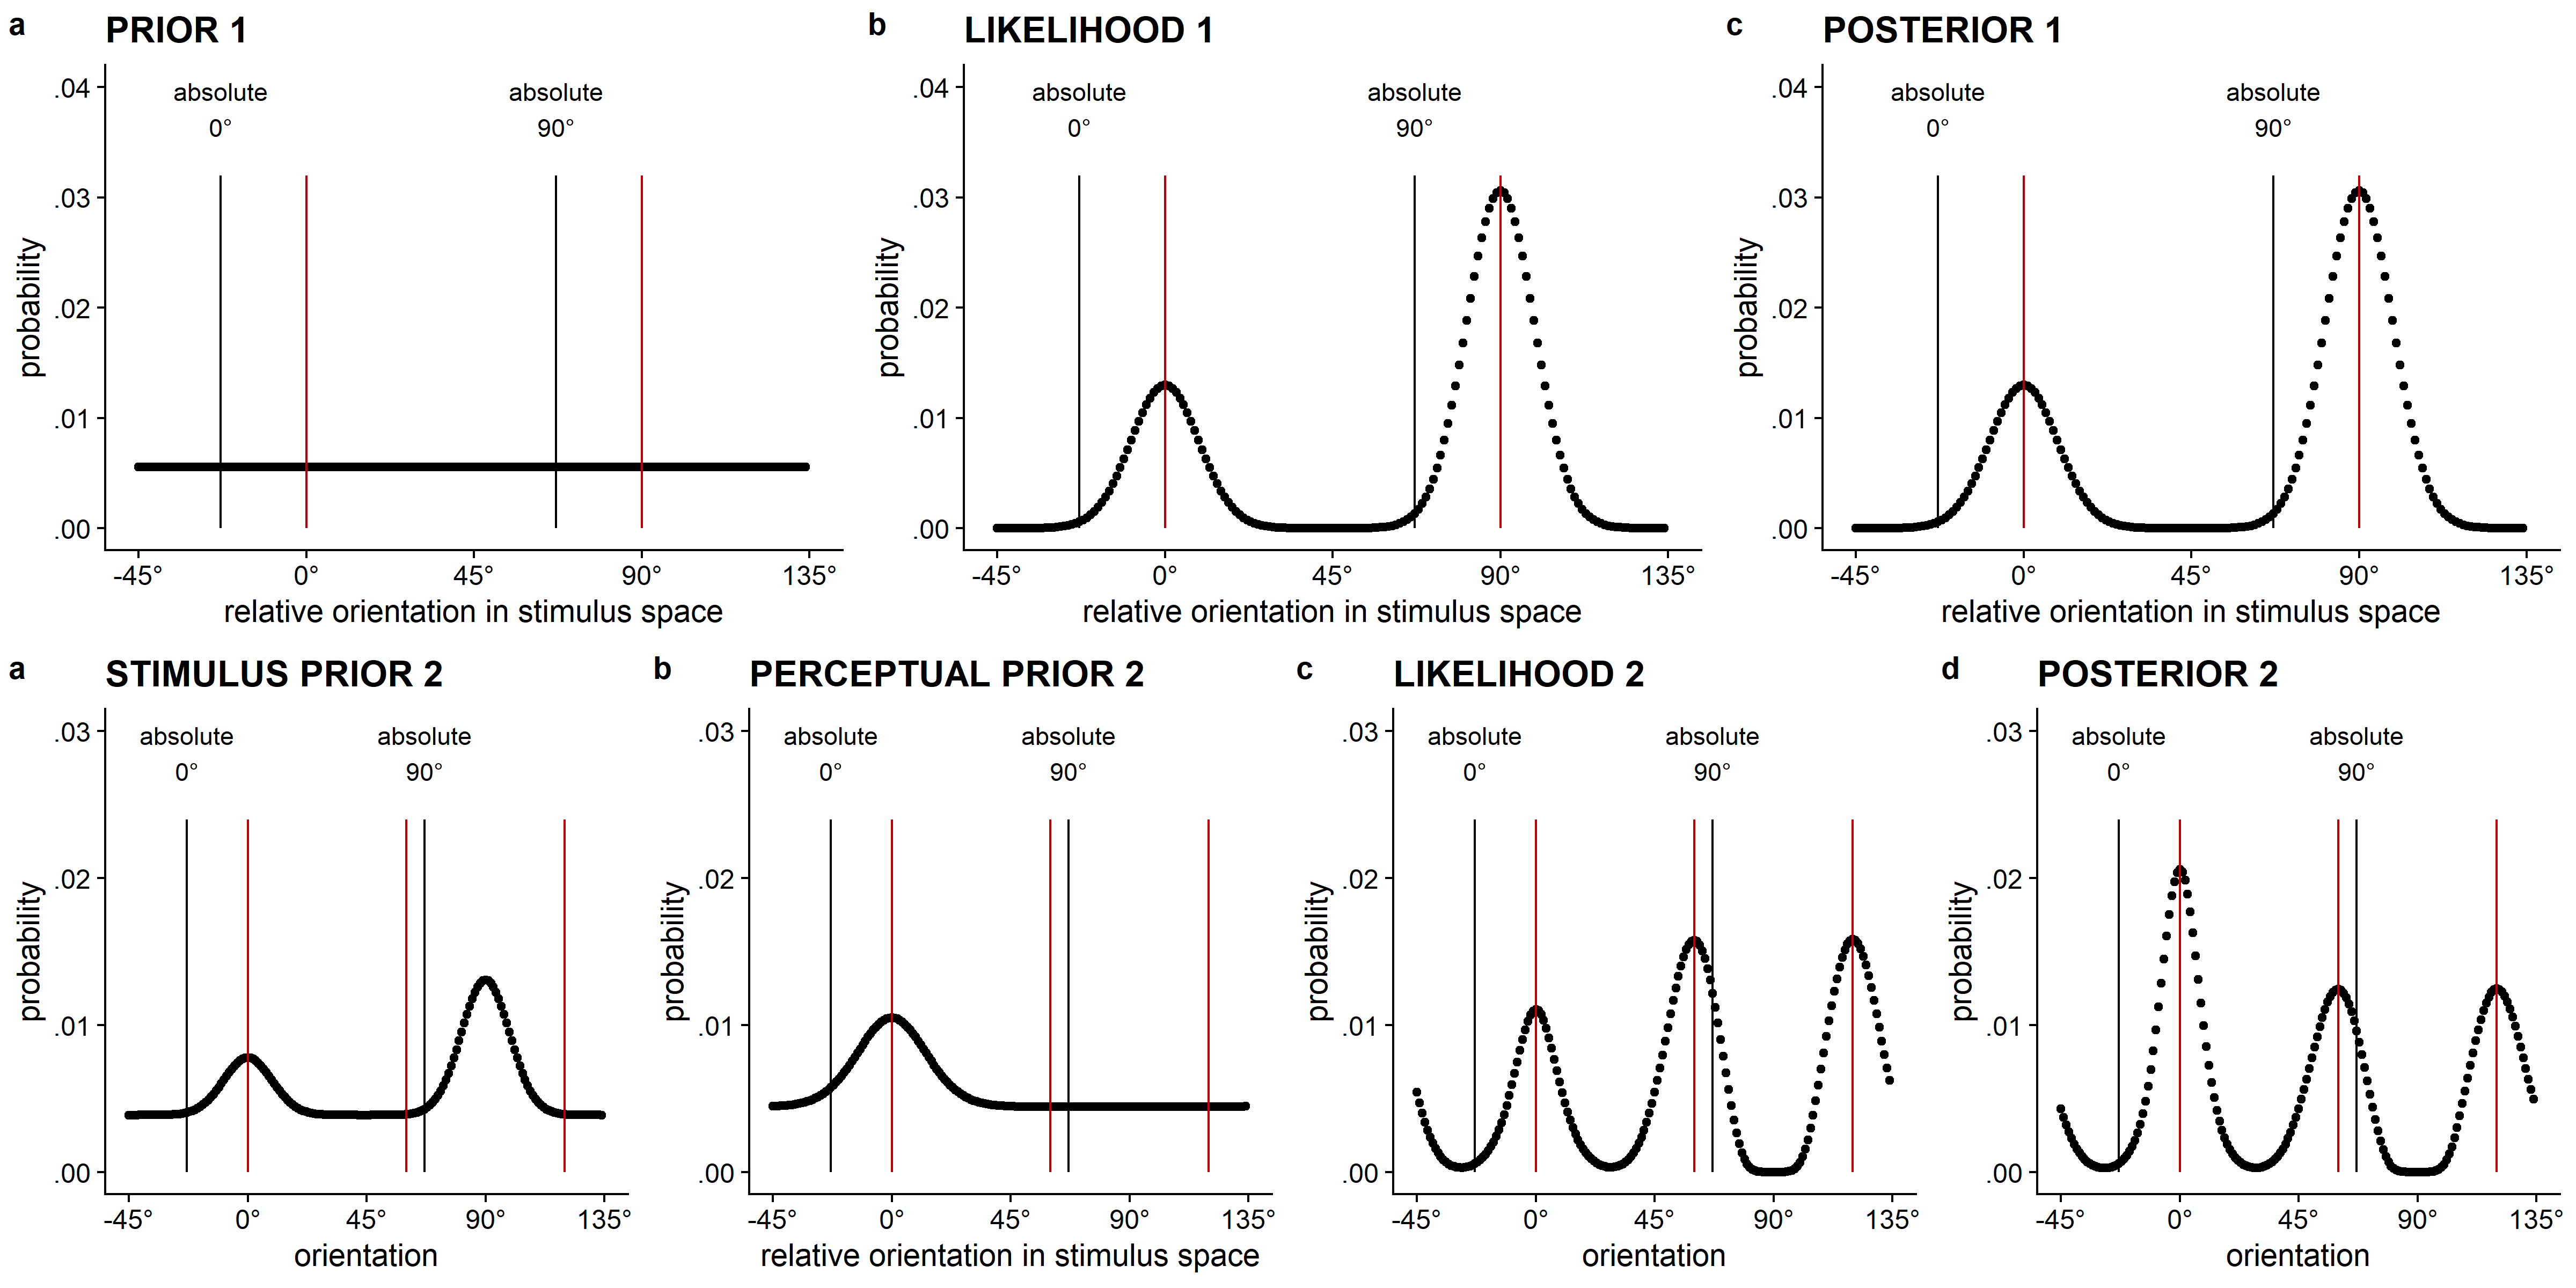 a PRIOR 1
absolute 0°
absolute 90°
.04
.03
.02
.01
.00
probability
-45° 0° 45° 90° 135°
relative orientation in stimulus space
b LIKELIHOOD 1
absolute 0°
absolute 90°
.04
.03
.02
.01
.00
probability
-45° 0° 45° 90° 135°
relative orientation in stimulus space
c POSTERIOR 1
absolute 0°
absolute 90°
.04
.03
.02
.01
.00
probability
-45° 0° 45° 90° 135°
relative orientation in stimulus space
a STIMULUS PRIOR 2
absolute 0°
absolute 90°
.03
.02
.01
.00
probability
-45° 0° 45° 90° 135°
orientation
b PERCEPTUAL PRIOR 2
absolute 0°
absolute 90°
.03
.02
.01
.00
probability
-45° 0° 45° 90° 135°
relative orientation in stimulus space
c LIKELIHOOD 2
absolute 0°
absolute 90°
.03
.02
.01
.00
probability
-45° 0° 45° 90° 135°
orientation
d POSTERIOR 2
absolute 0°
absolute 90°
.03
.02
.01
.00
probability
-45° 0° 45° 90° 135°
orientation